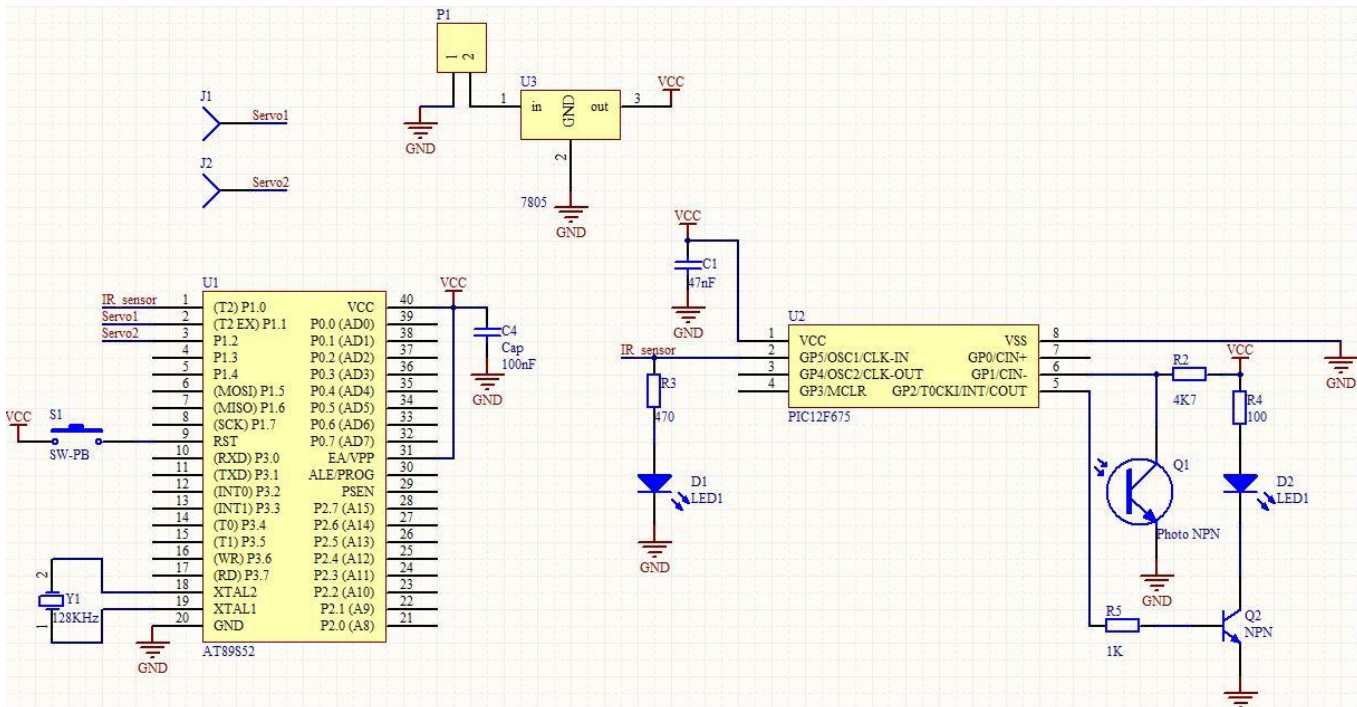 P1
1 2
U3
in GND out
1
3
2
VCC
GND
7805
GND
J1
Servo1
J2
Servo2
U1
IR_sensor
Servo1
Servo2
1 (T2) P1.0
2 (T2 EX) P1.1
3 P1.2
4 P1.3
5 P1.4
6 (MOSI) P1.5
7 (MISO) P1.6
8 (SCK) P1.7
9 RST
10 (RXD) P3.0
11 (TXD) P3.1
12 (INT0) P3.2
13 (INT1) P3.3
14 (T0) P3.4
15 (T1) P3.5
16 (WR) P3.6
17 (RD) P3.7
18 XTAL2
19 XTAL1
20 GND
VCC 40
P0.0 (AD0) 39
P0.1 (AD1) 38
P0.2 (AD2) 37
P0.3 (AD3) 36
P0.4 (AD4) 35
P0.5 (AD5) 34
P0.6 (AD6) 33
P0.7 (AD7) 32
EA/VPP 31
ALE/PROG 30
PSEN 29
P2.7 (A15) 28
P2.6 (A14) 27
P2.5 (A13) 26
P2.4 (A12) 25
P2.3 (A11) 24
P2.2 (A10) 23
P2.1 (A9) 22
P2.0 (A8) 21
AT89S52
VCC
S1
SW-PB
2
Y1
128KHz
1
GND
VCC
C4
Cap
100nF
GND
VCC
C1
47nF
GND
U2
IR_sensor
1 VCC
2 GP5/OSC1/CLK-IN
3 GP4/OSC2/CLK-OUT
4 GP3/MCLR
VSS 8
GP0/CIN+ 7
GP1/CIN- 6
GP2/T0CKI/INT/COUT 5
PIC12F675
R3
470
D1
LED1
GND
R2
4K7
VCC
GND
R4
100
Q1
Photo NPN
GND
D2
LED1
R5
1K
Q2
NPN